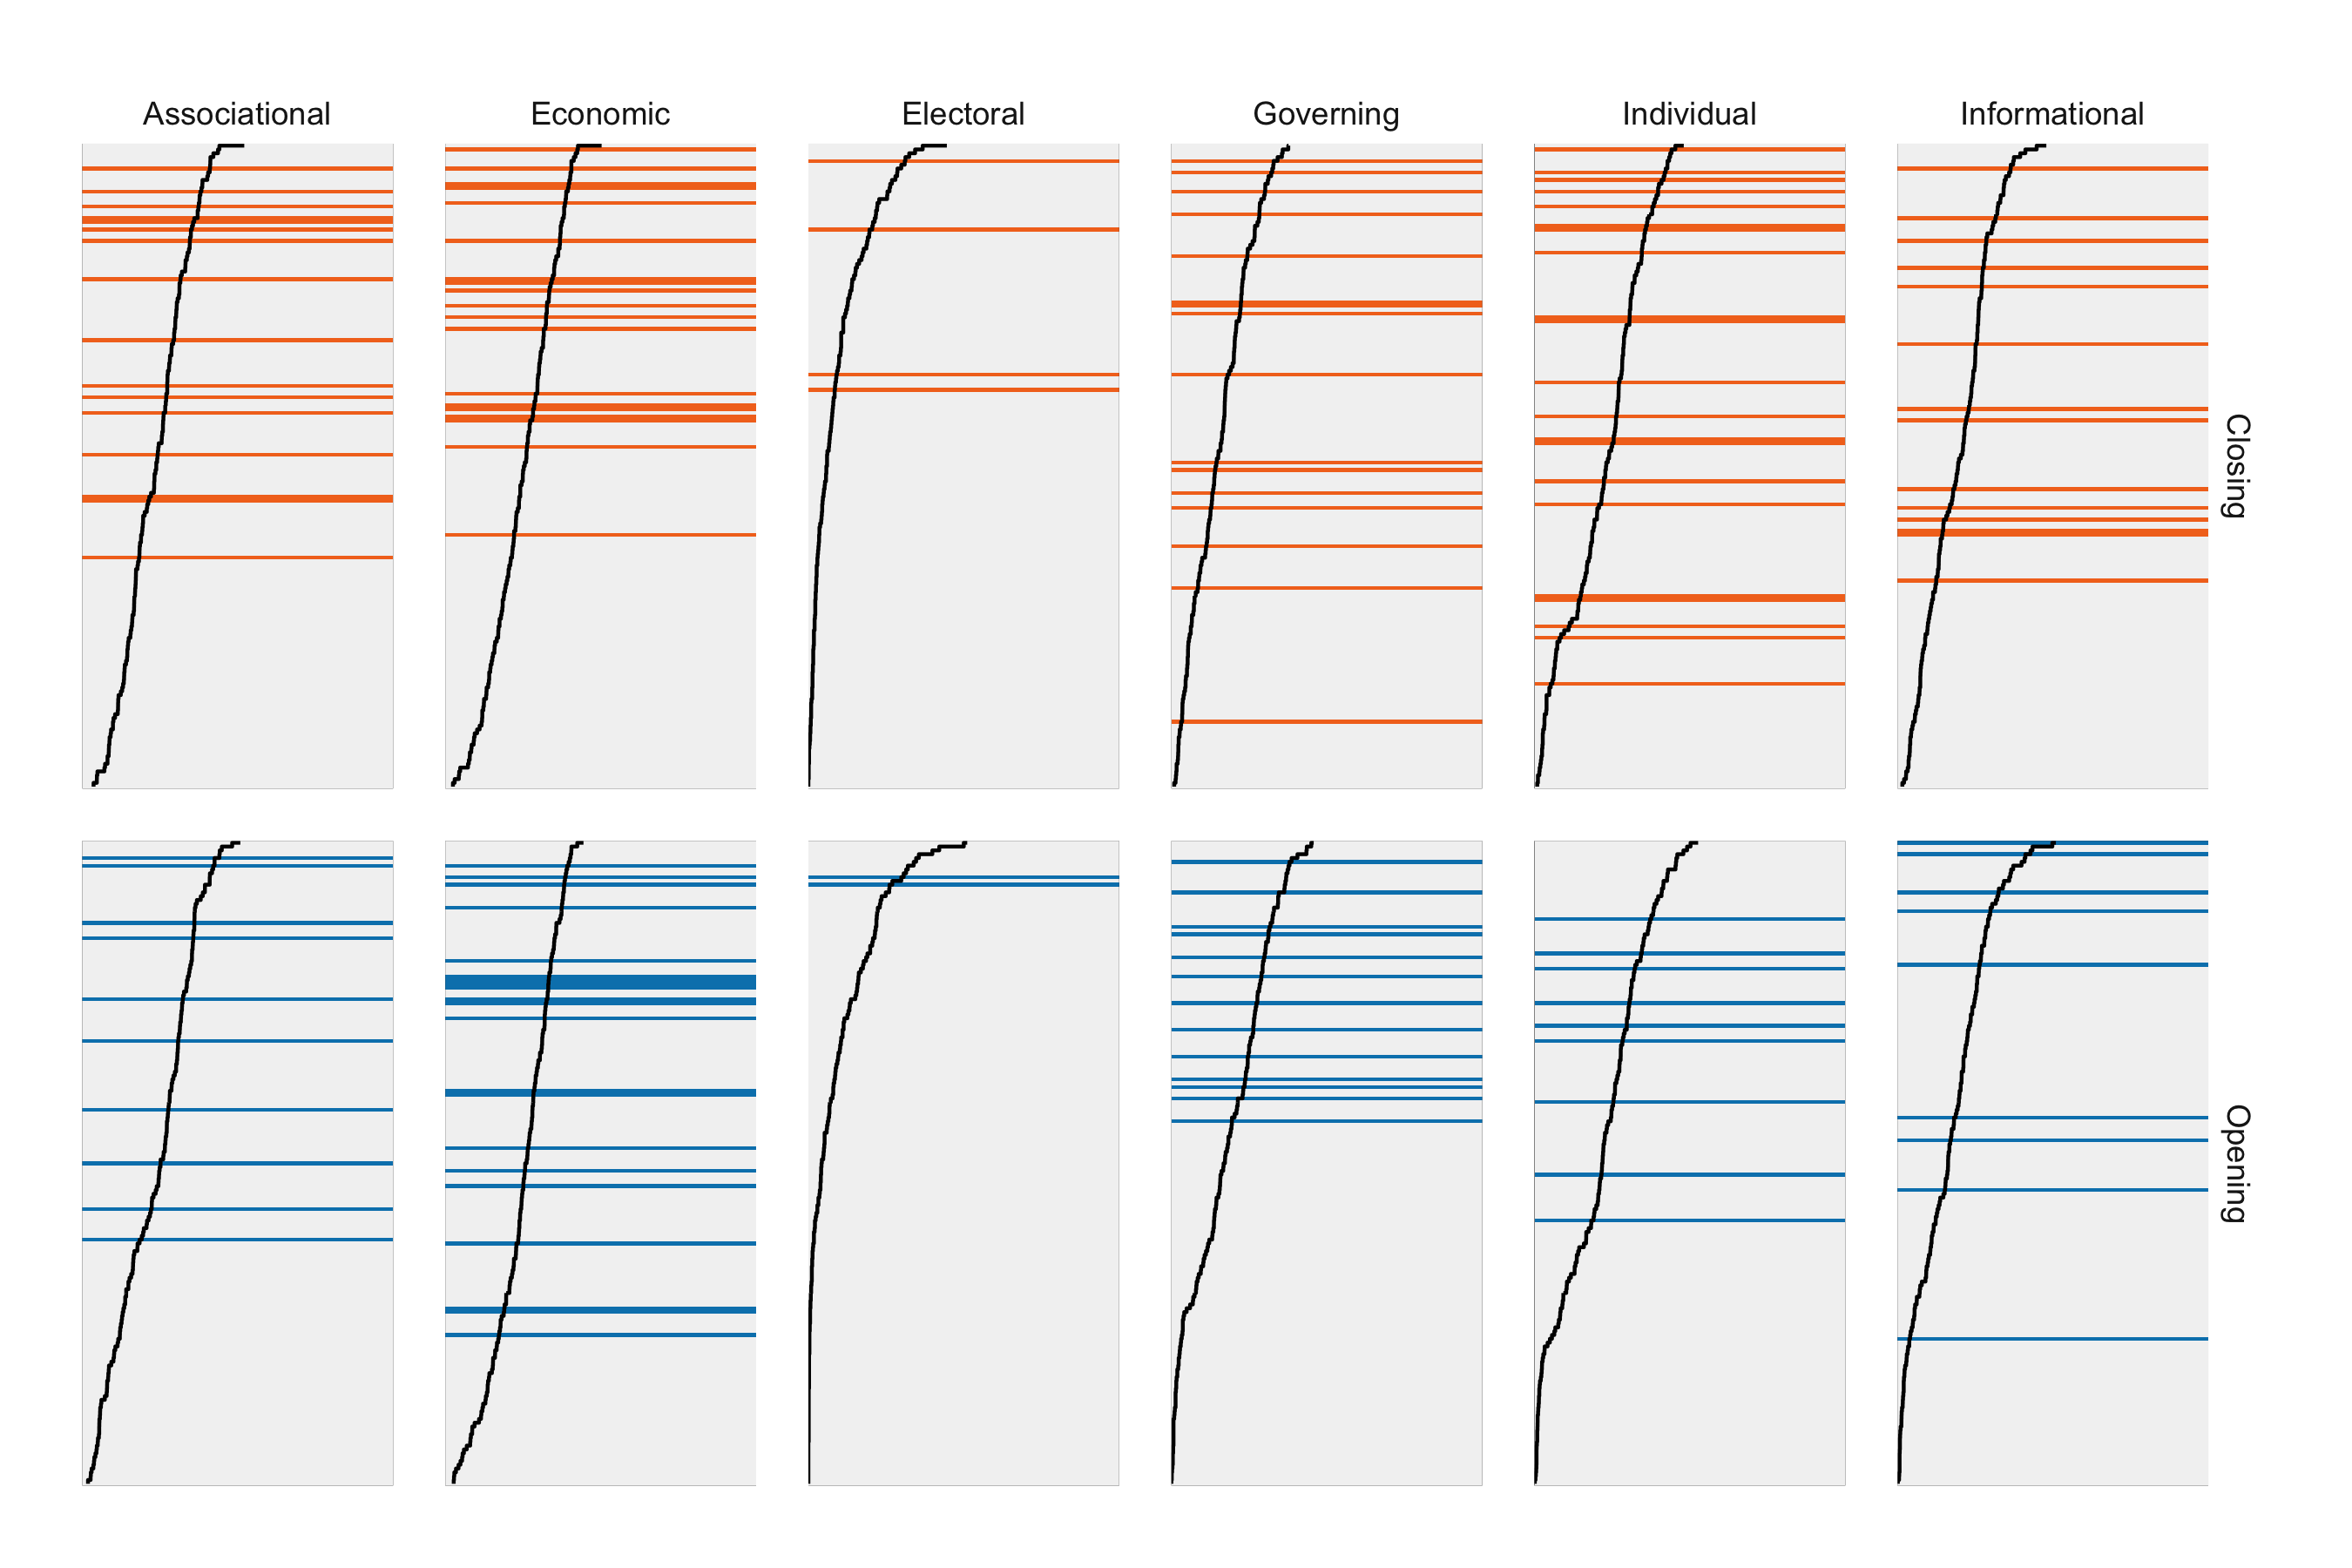 Associational
Economic
Electoral
Governing
Individual
Informational
Closing
Opening